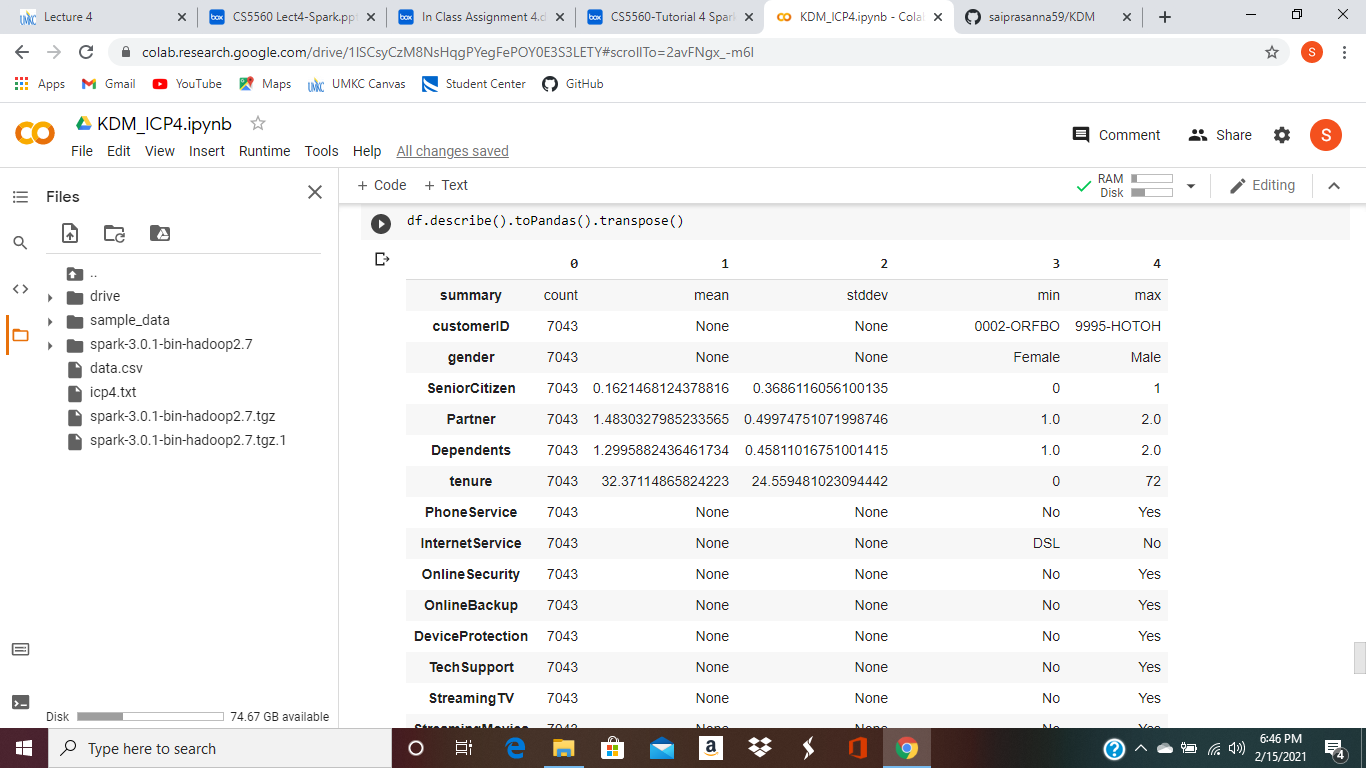 Lecture 4
CS5560 Lect4-Spark.ppt
In Class Assignment 4.d
CS5560-Tutorial 4 Spark
KDM_ICP4.ipynb - Colab
saiprasanna59/KDM
colab.research.google.com/drive/1ISCsyCzM8NsHqgPYegFePOY0E3S3LETY#scrollTo=2avFNgx_-m6I
S
Apps
Gmail
YouTube
Maps
UMKC Canvas
Student Center
GitHub
KDM_ICP4.ipynb
Comment
Share
S
File Edit View Insert Runtime Tools Help All changes saved
Files
+ Code + Text
RAM
Disk
Editing
..
drive
sample_data
spark-3.0.1-bin-hadoop2.7
data.csv
icp4.txt
spark-3.0.1-bin-hadoop2.7.tgz
spark-3.0.1-bin-hadoop2.7.tgz.1
Disk 74.67 GB available
df.describe().toPandas().transpose()
0 1 2 3 4
summary count mean stddev min max
customerID 7043 None None 0002-ORFBO 9995-HOTOH
gender 7043 None None Female Male
SeniorCitizen 7043 0.1621468124378816 0.3686116056100135 0 1
Partner 7043 1.4830327985233565 0.49974751071998746 1.0 2.0
Dependents 7043 1.2995882436461734 0.45811016751001415 1.0 2.0
tenure 7043 32.37114865824223 24.559481023094442 0 72
PhoneService 7043 None None No Yes
InternetService 7043 None None DSL No
OnlineSecurity 7043 None None No Yes
OnlineBackup 7043 None None No Yes
DeviceProtection 7043 None None No Yes
TechSupport 7043 None None No Yes
StreamingTV 7043 None None No Yes
StreamingMovies 7043 None None No Yes
Type here to search
6:46 PM
2/15/2021
4